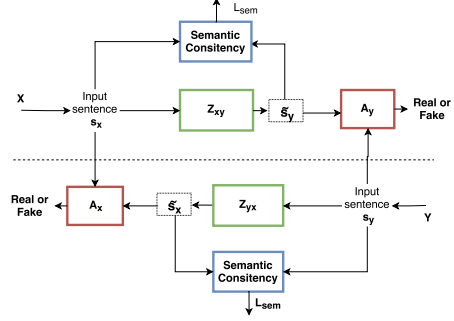 L_sem
Semantic
Consitency
X
Input
sentence
s_x
Z_xy
s̃_y
A_y
Real or
Fake
Real or
Fake
A_x
s̃_x
Z_yx
Input
sentence
s_y
Y
Semantic
Consitency
L_sem